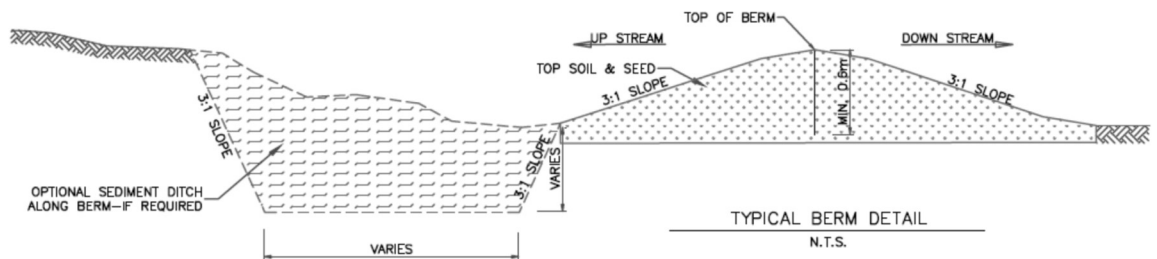 TOP OF BERM
UP STREAM
DOWN STREAM
TOP SOIL & SEED
3:1 SLOPE
MIN. 0.6m
3:1 SLOPE
3:1 SLOPE
3:1 SLOPE
VARIES
OPTIONAL SEDIMENT DITCH
ALONG BERM-IF REQUIRED
VARIES
TYPICAL BERM DETAIL
N.T.S.